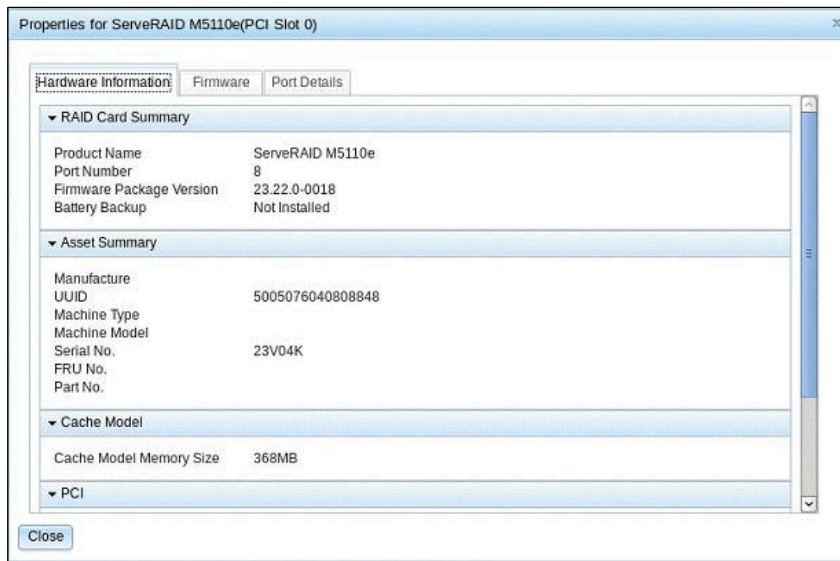 Properties for ServeRAID M5110e(PCI Slot 0)
Hardware Information Firmware Port Details
RAID Card Summary
Product Name ServeRAID M5110e
Port Number 8
Firmware Package Version 23.22.0-0018
Battery Backup Not Installed
Asset Summary
Manufacture
UUID 5005076040808848
Machine Type
Machine Model
Serial No. 23V04K
FRU No.
Part No.
Cache Model
Cache Model Memory Size 368MB
PCI
Close